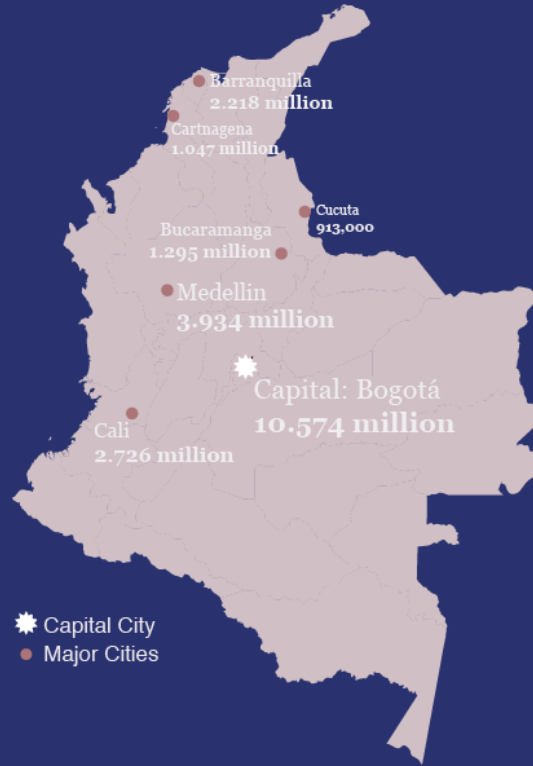 Barranquilla
2.218 million
Cartnagena
1.047 million
Cucuta
913,000
Bucaramanga
1.295 million
Medellin
3.934 million
Capital: Bogotá
10.574 million
Cali
2.726 million
Capital City
Major Cities